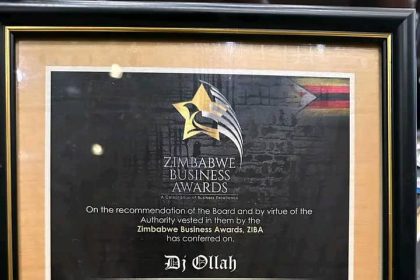 ZIMBABWE
BUSINESS
AWARDS
A Celebration of Business Excellence
On the recommendation of the Board and by virtue of the
Authority vested in them by the
Zimbabwe Business Awards, ZIBA
has conferred on.
Dj Ollah